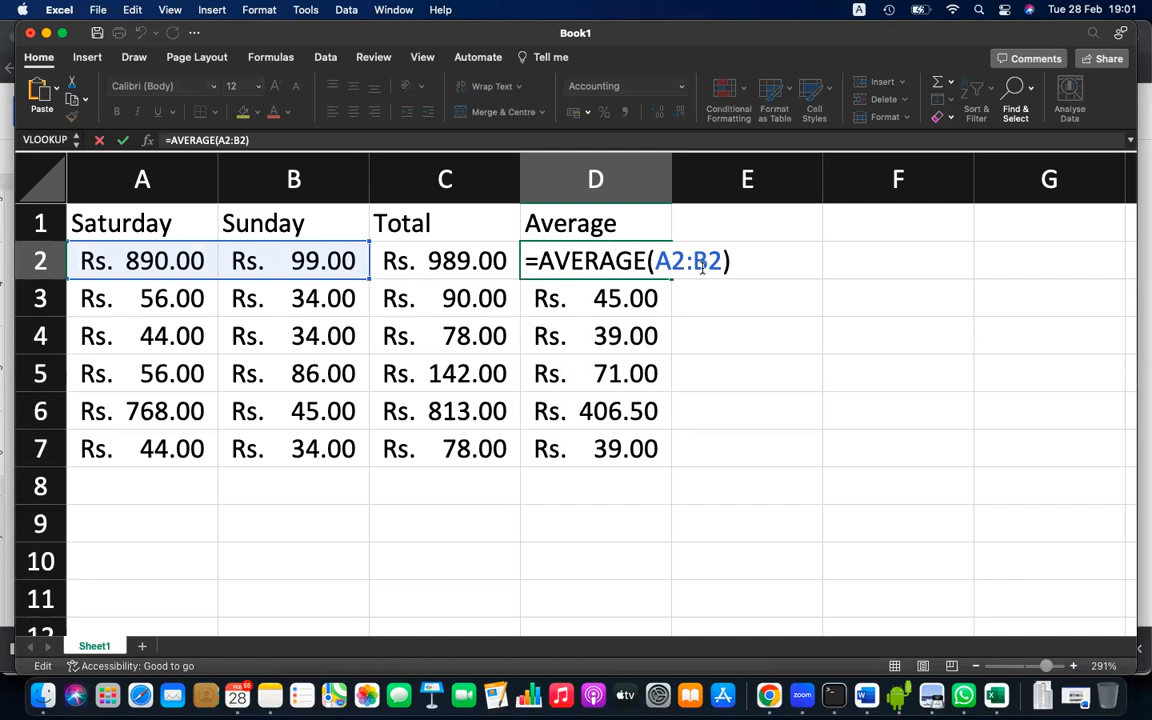 Excel File Edit View Insert Format Tools Data Window Help A Tue 28 Feb 19:01
Book1
Home Insert Draw Page Layout Formulas Data Review View Automate Tell me Comments Share
Paste Calibri (Body) 12 A A Wrap Text Accounting Conditional Formatting Format as Table Cell Styles Insert Sort & Filter Find & Select Analyze Data
B I U A Merge & Centre % Delete Format
VLOOKUP fx =AVERAGE(A2:B2)
A B C D E F G
1 Saturday Sunday Total Average
2 Rs. 890.00 Rs. 99.00 Rs. 989.00 =AVERAGE(A2:B2)
3 Rs. 56.00 Rs. 34.00 Rs. 90.00 Rs. 45.00
4 Rs. 44.00 Rs. 34.00 Rs. 78.00 Rs. 39.00
5 Rs. 56.00 Rs. 86.00 Rs. 142.00 Rs. 71.00
6 Rs. 768.00 Rs. 45.00 Rs. 813.00 Rs. 406.50
7 Rs. 44.00 Rs. 34.00 Rs. 78.00 Rs. 39.00
8
9
10
11
12
Sheet1 +
Edit Accessibility: Good to go 291%
28 tv zoom